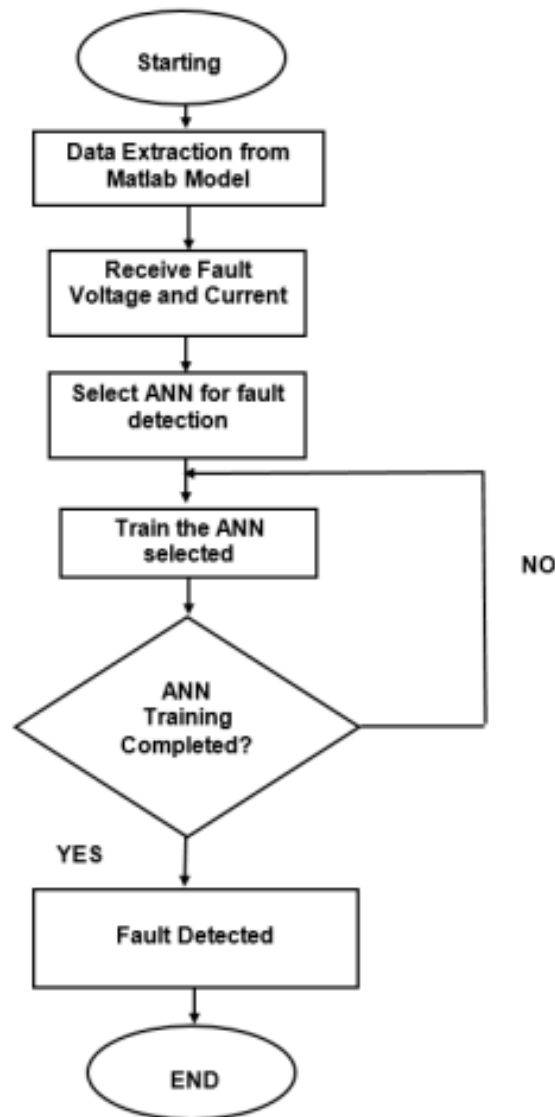 Starting
Data Extraction from
Matlab Model
Receive Fault
Voltage and Current
Select ANN for fault
detection
Train the ANN
selected
NO
ANN
Training
Completed?
YES
Fault Detected
END